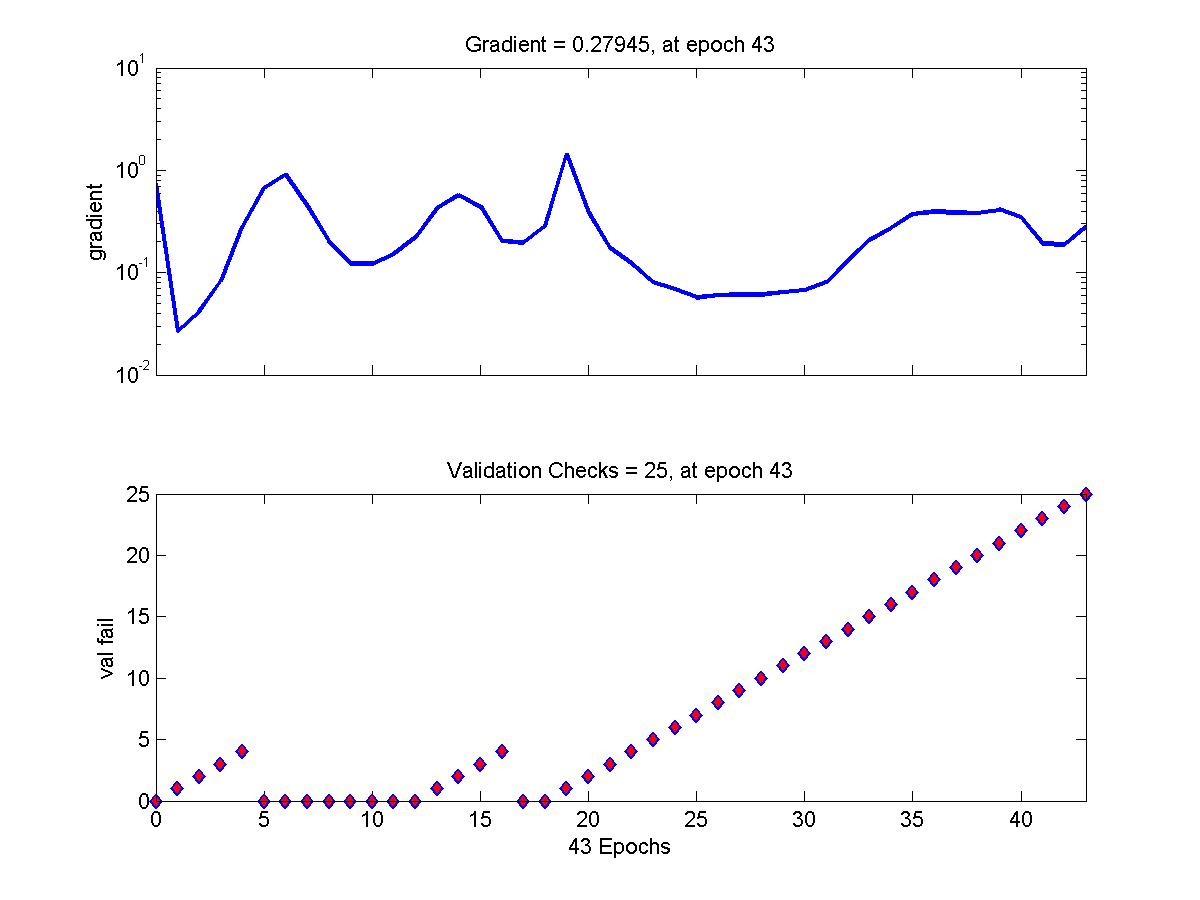 Gradient = 0.27945, at epoch 43
10^1
10^0
10^-1
10^-2
gradient
Validation Checks = 25, at epoch 43
25
20
15
10
5
0
val fail
0 5 10 15 20 25 30 35 40
43 Epochs